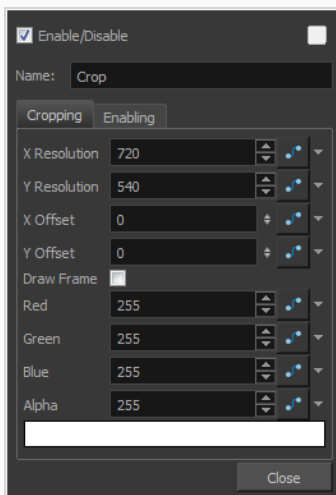 Enable/Disable
Name: Crop
Cropping Enabling
X Resolution 720
Y Resolution 540
X Offset 0
Y Offset 0
Draw Frame
Red 255
Green 255
Blue 255
Alpha 255
Close